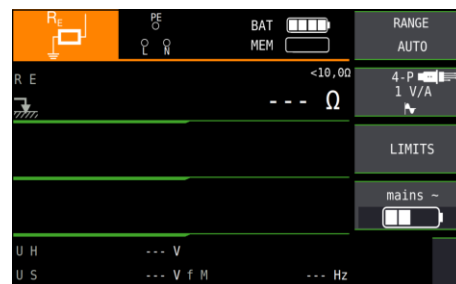 RE
PE
L N
BAT
MEM
RANGE
AUTO
R E
<10,0Ω
--- Ω
4-P
1 V/A
LIMITS
mains ~
U H --- V
U S --- V f M --- Hz